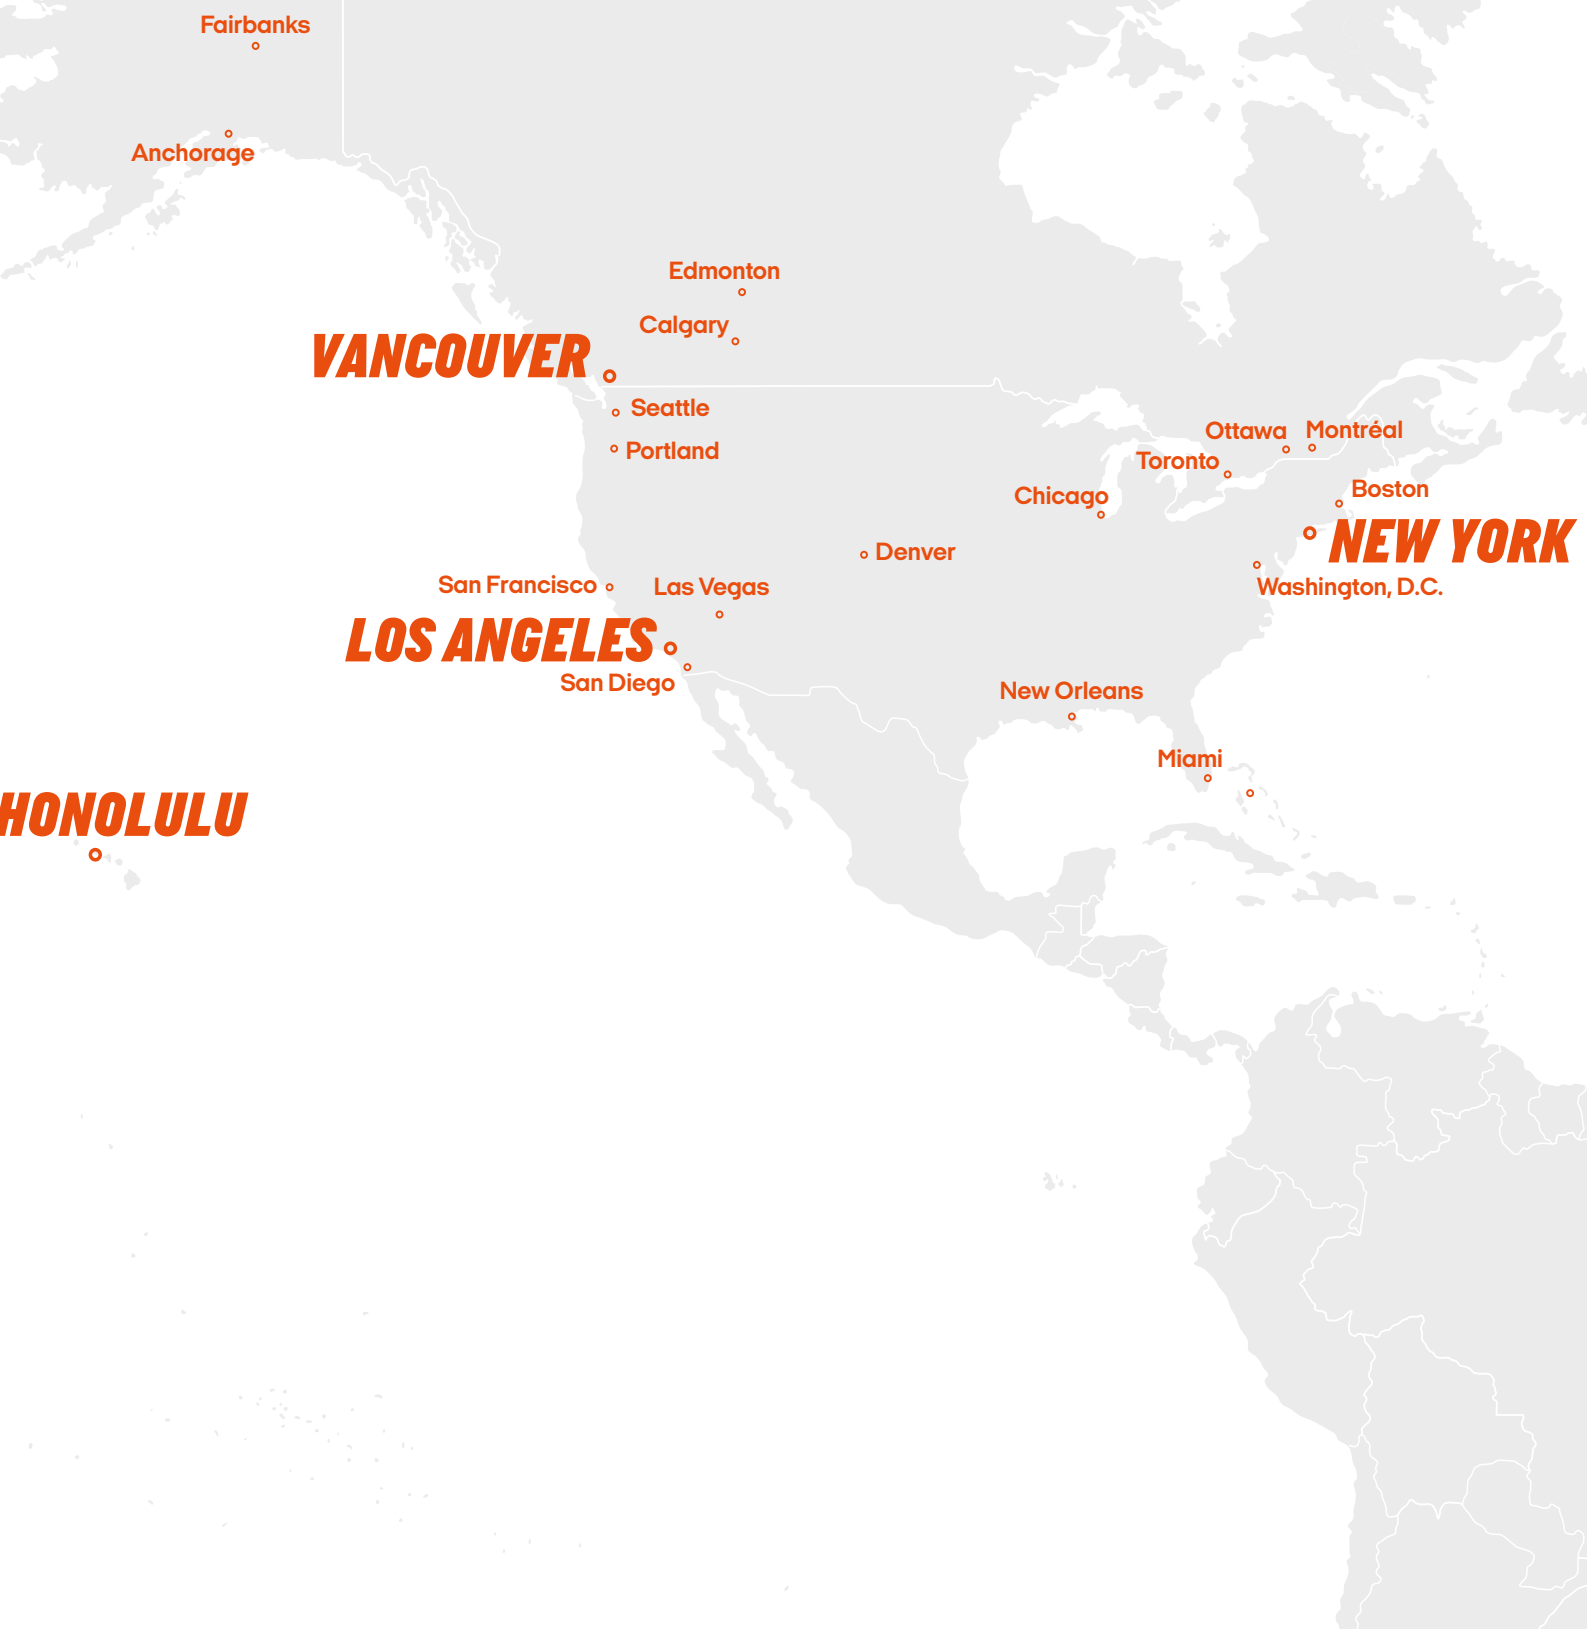 Fairbanks
Anchorage
Edmonton
Calgary
VANCOUVER
Seattle
Portland
Ottawa
Montréal
Toronto
Chicago
Boston
NEW YORK
Denver
San Francisco
Las Vegas
Washington, D.C.
LOS ANGELES
San Diego
New Orleans
Miami
HONOLULU